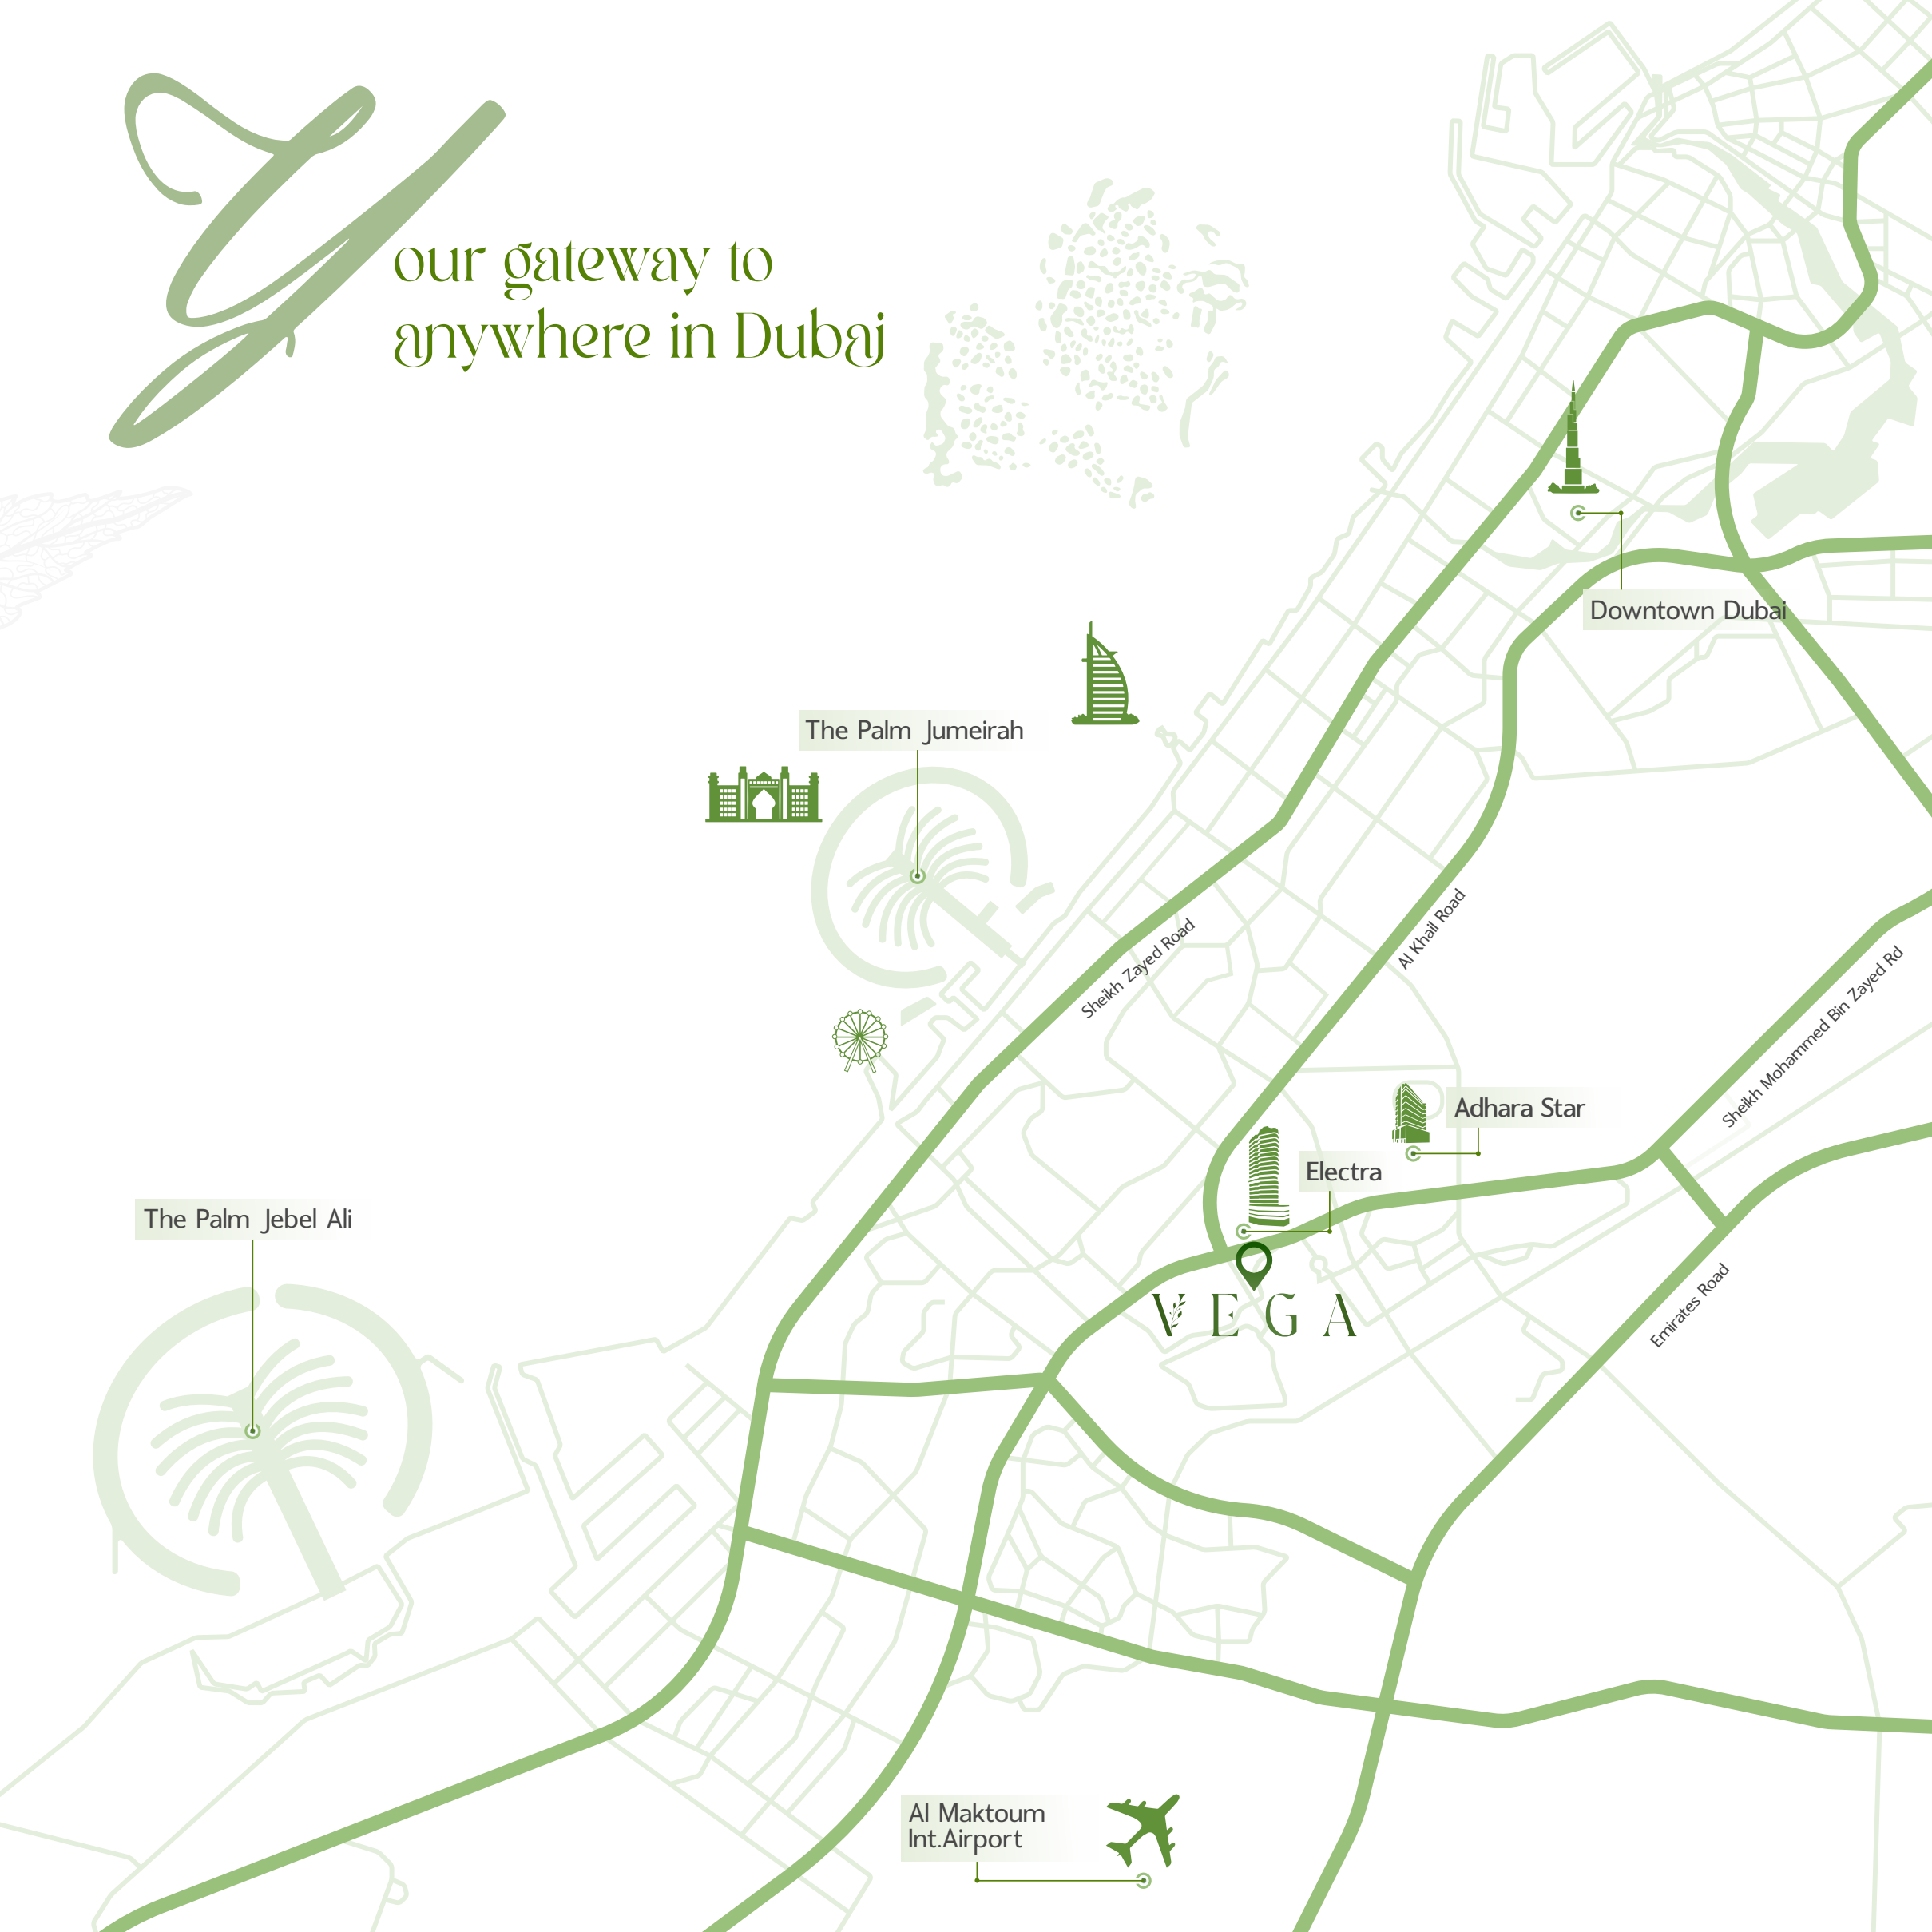 Your gateway to
anywhere in Dubai
Downtown Dubai
The Palm Jumeirah
Sheikh Zayed Road
Al Khail Road
Sheikh Mohammed Bin Zayed Rd
Adhara Star
Electra
The Palm Jebel Ali
VEGA
Emirates Road
Al Maktoum
Int.Airport